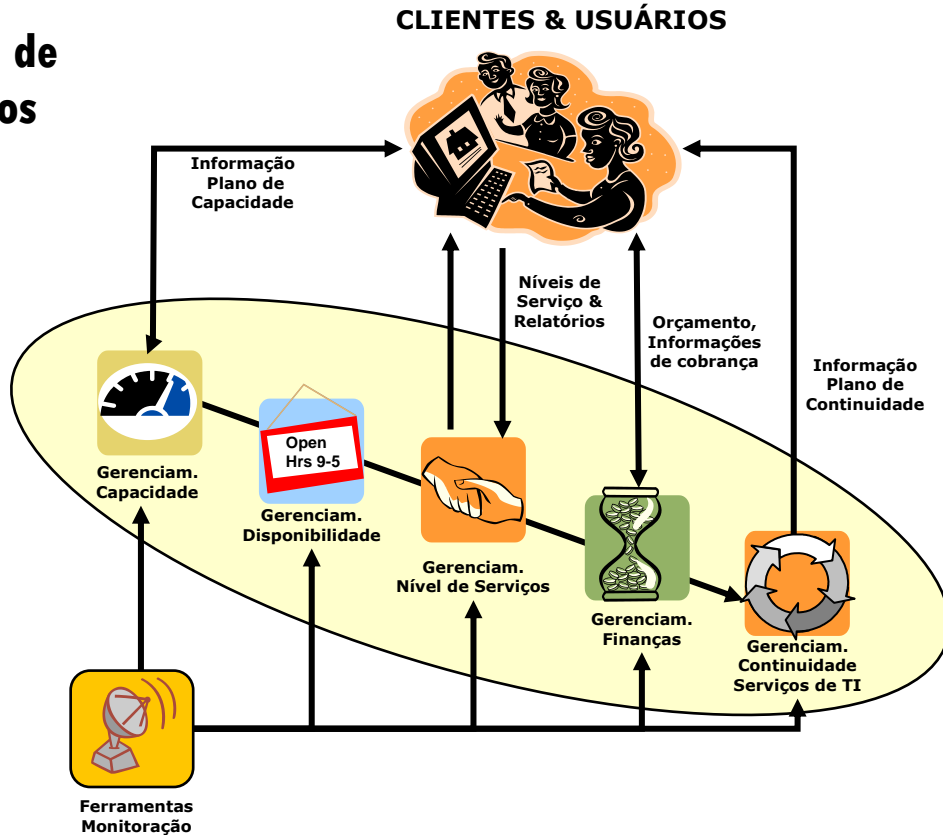 CLIENTES & USUÁRIOS
de
os
Informação
Plano de
Capacidade
Níveis de
Serviço &
Relatórios
Orçamento,
Informações
de cobrança
Informação
Plano de
Continuidade
Open
Hrs 9-5
Gerenciam.
Capacidade
Gerenciam.
Disponibilidade
Gerenciam.
Nível de Serviços
Gerenciam.
Finanças
Gerenciam.
Continuidade
Serviços de TI
Ferramentas
Monitoração